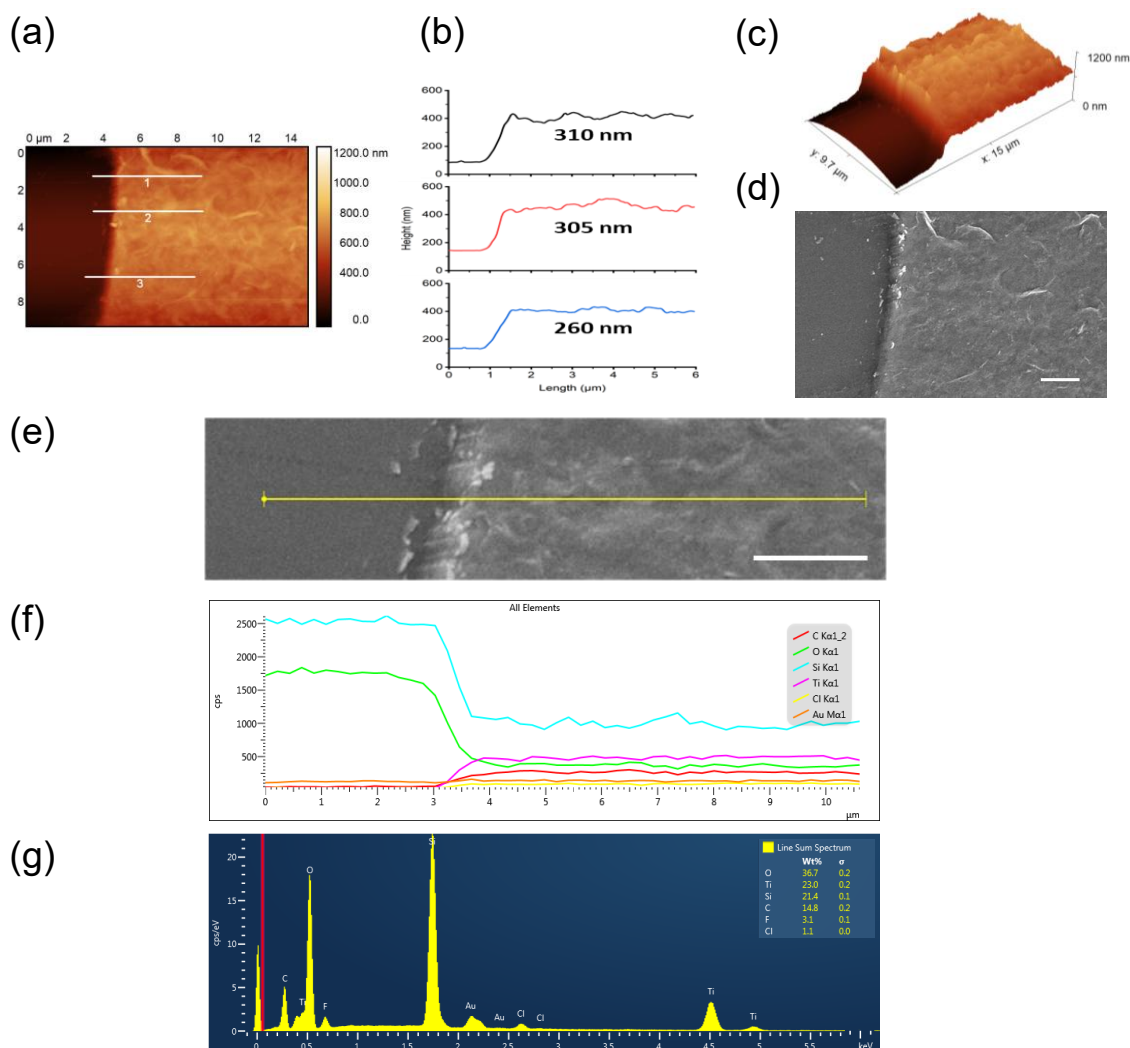 (a)
0 µm 2 4 6 8 10 12 14
0
2
4
6
8
1
2
3
1200.0 nm
1000.0
800.0
600.0
400.0
0.0
(b)
600
400
200
0
310 nm
600
400
200
0
305 nm
600
400
200
0
260 nm
Height (nm)
0 1 2 3 4 5 6
Length (µm)
(c)
1200 nm
0 nm
y: 9.7 µm
x: 15 µm
(d)
(e)
(f)
All Elements
2500
2000
1500
1000
500
cps
C Kα1_2
O Kα1
Si Kα1
Ti Kα1
Cl Kα1
Au Mα1
0 1 2 3 4 5 6 7 8 9 10
µm
(g)
20
15
10
5
0
cps/eV
C
Ti
O
F
Si
Au
Au
Cl
Cl
Ti
Ti
Line Sum Spectrum
Wt% σ
O 36.7 0.2
Ti 23.0 0.2
Si 21.4 0.1
C 14.8 0.2
F 3.1 0.1
Cl 1.1 0.0
0 0.5 1.0 1.5 2.0 2.5 3.0 3.5 4.0 4.5 5.0 5.5 keV